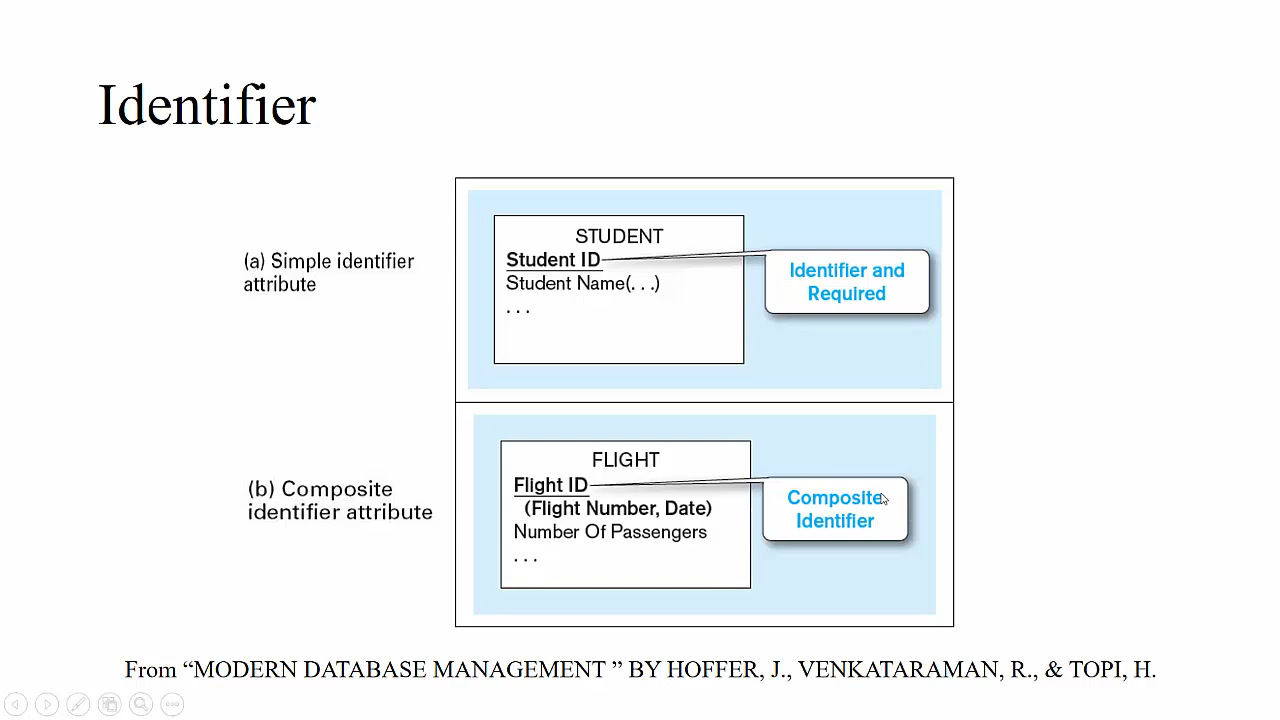 Identifier
(a) Simple identifier
attribute
STUDENT
Student ID
Student Name(. . .)
. . .
Identifier and
Required
(b) Composite
identifier attribute
FLIGHT
Flight ID
(Flight Number, Date)
Number Of Passengers
. . .
Composite
Identifier
From “MODERN DATABASE MANAGEMENT ” BY HOFFER, J., VENKATARAMAN, R., & TOPI, H.